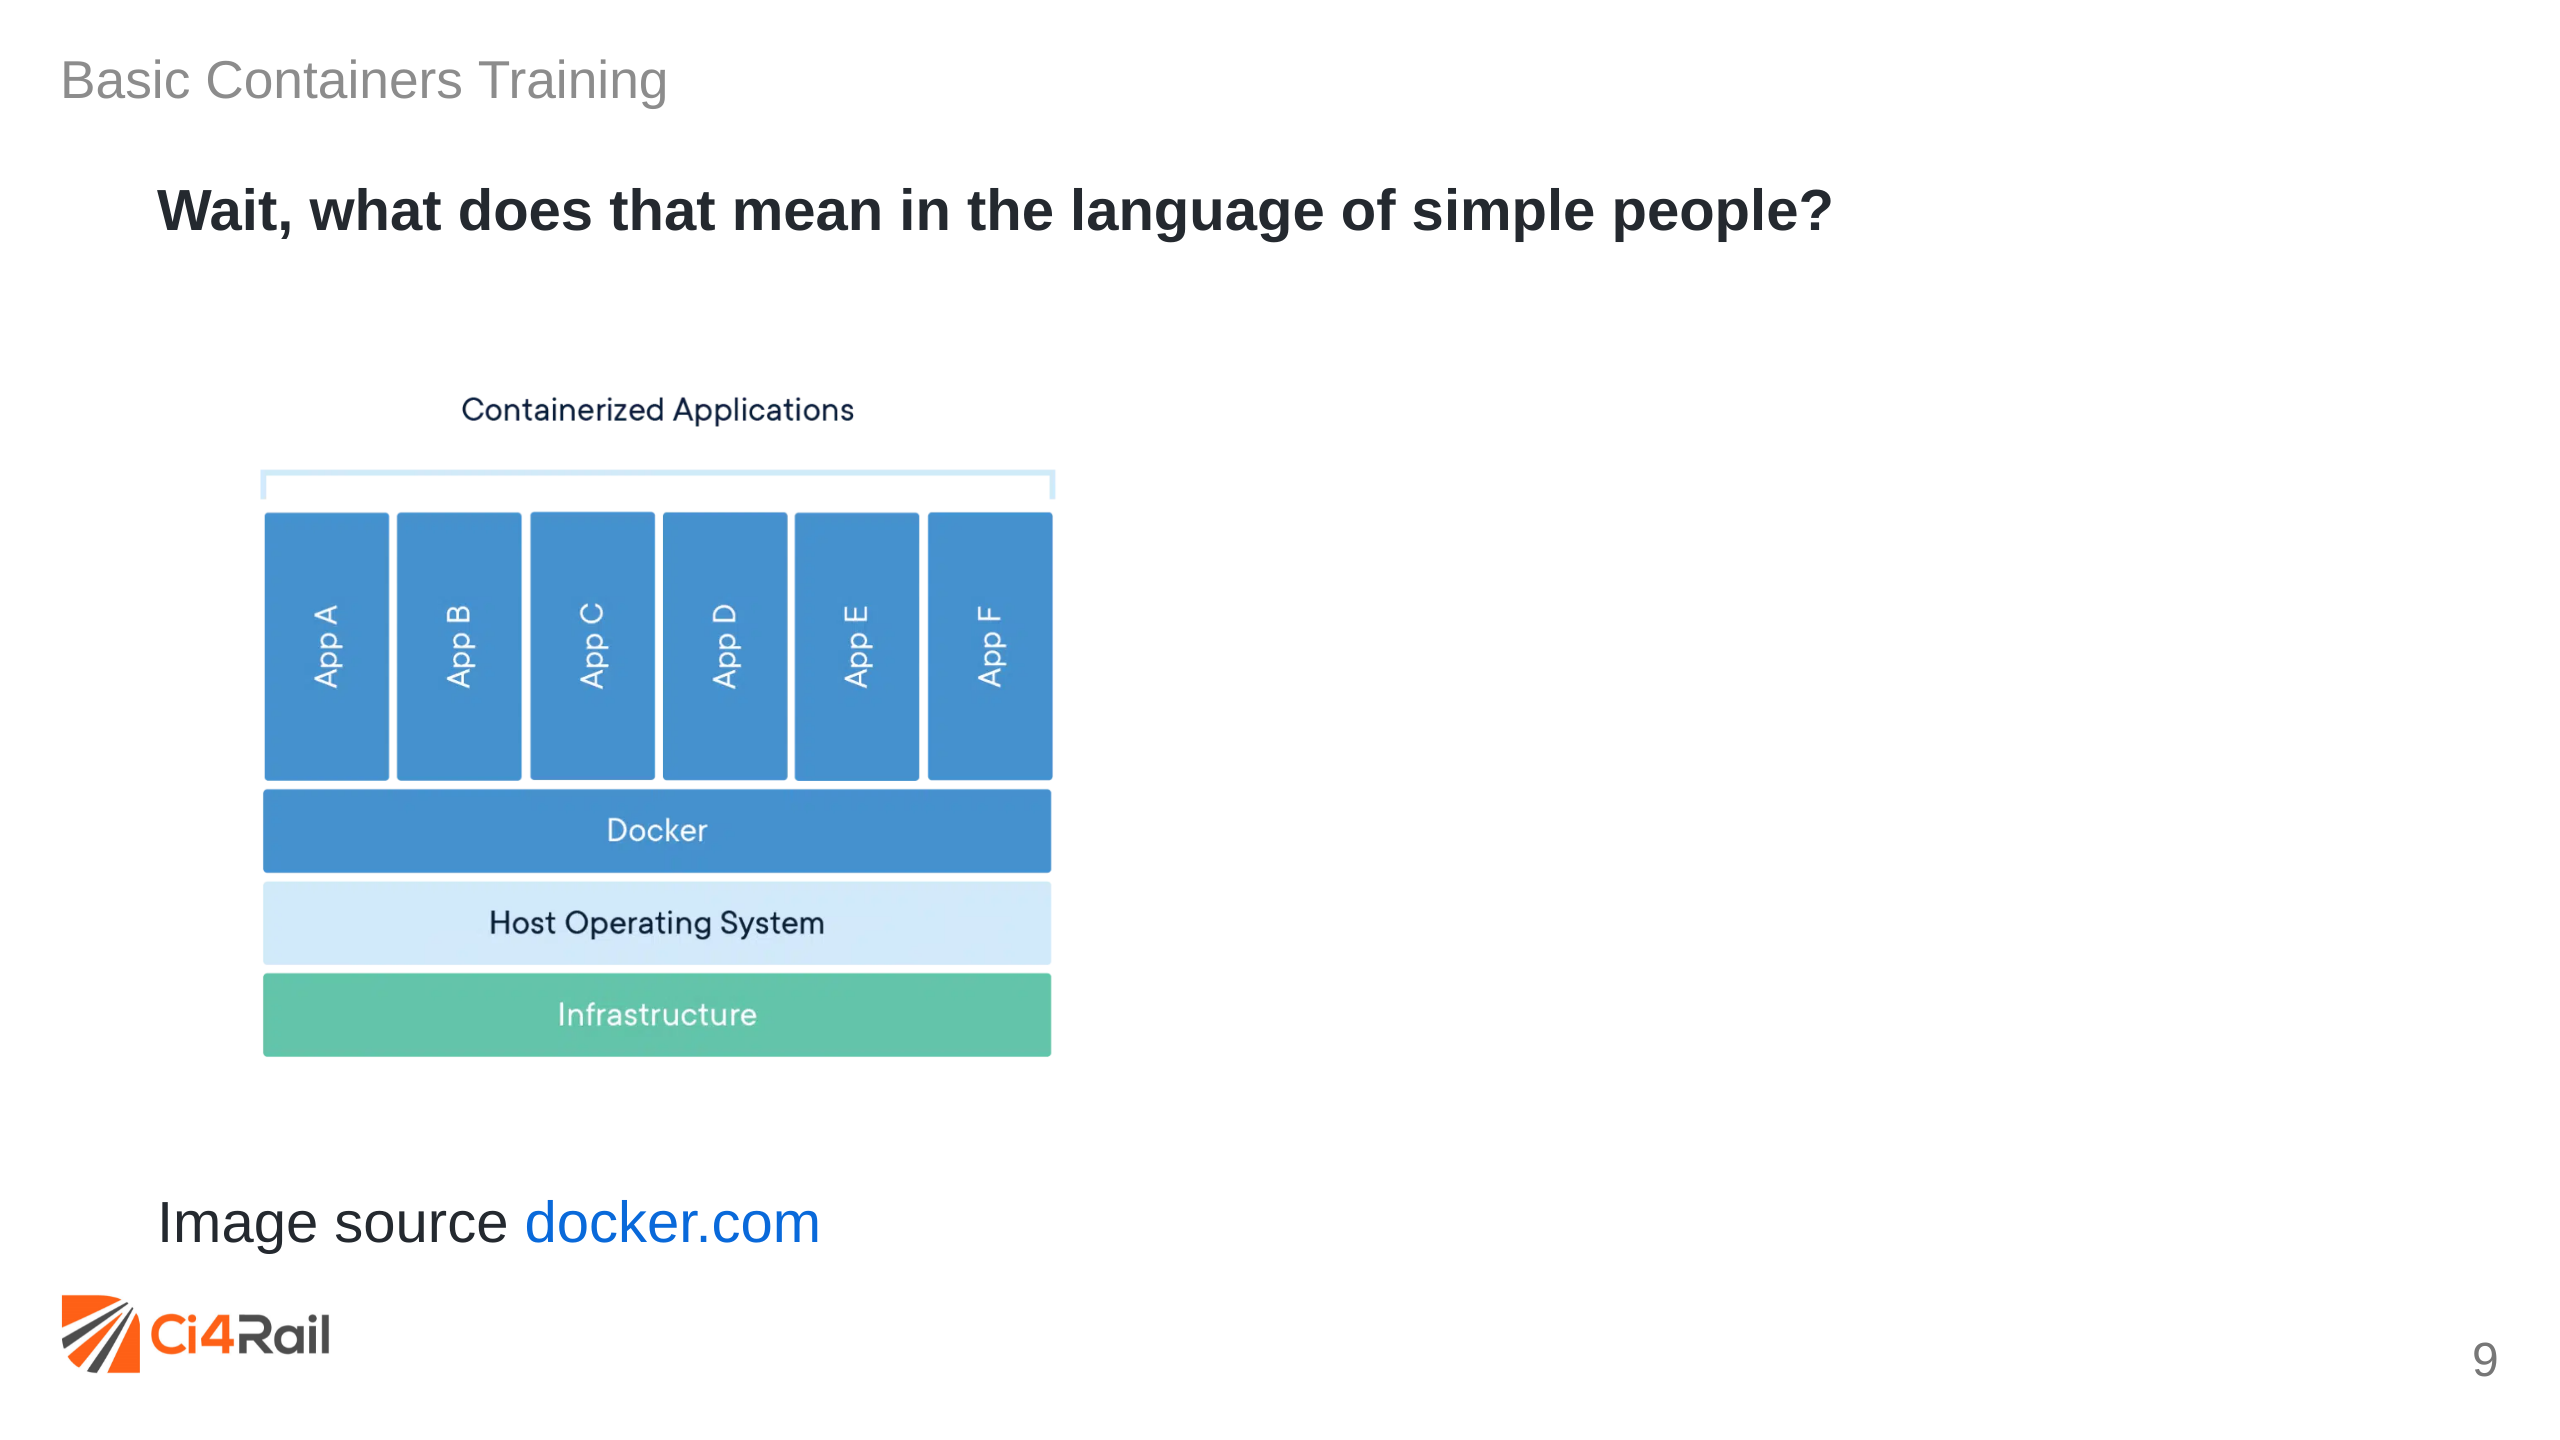 Basic Containers Training
Wait, what does that mean in the language of simple people?
Containerized Applications
App A
App B
App C
App D
App E
App F
Docker
Host Operating System
Infrastructure
Image source docker.com
Ci4Rail
9